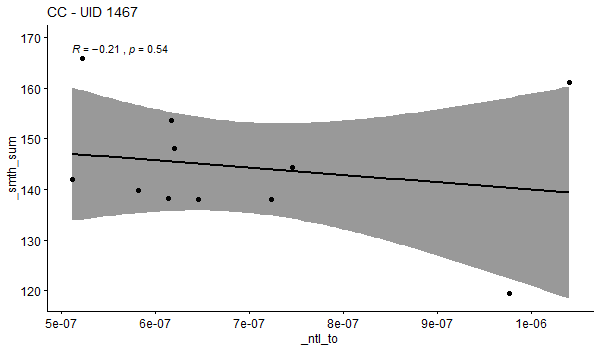 CC - UID 1467
R = −0.21 , p = 0.54
170
160
150
140
130
120
_smth_sum
5e-07 6e-07 7e-07 8e-07 9e-07 1e-06
_ntl_to